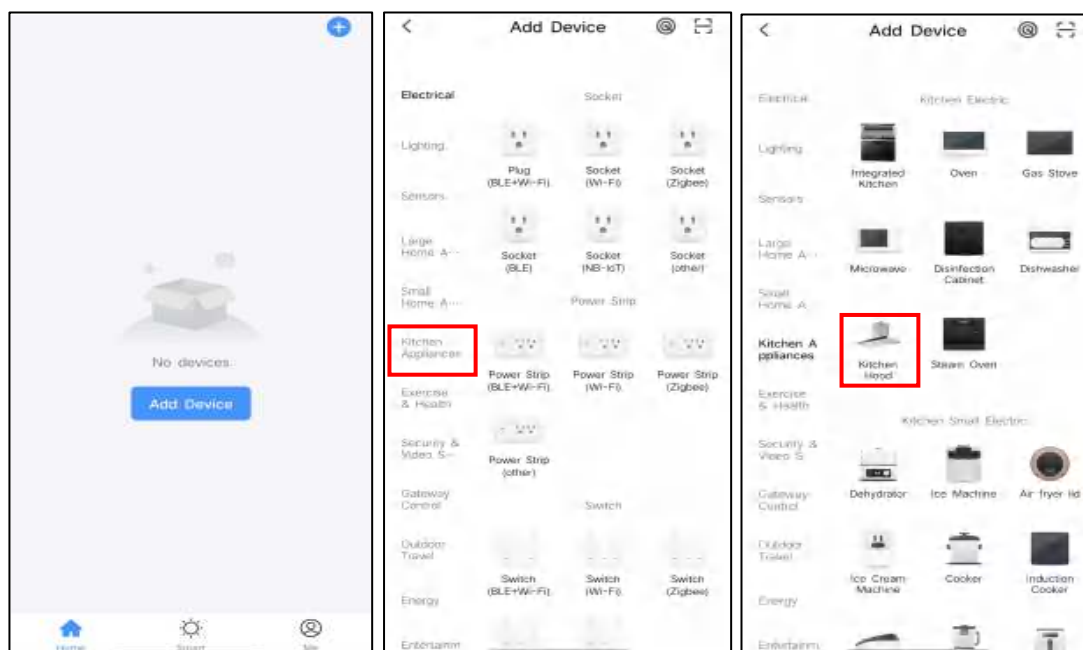 No devices
Add Device
Home
Smart
Me
Add Device
Electrical
Lighting
Sensors
Large
Home A...
Small
Home A...
Kitchen
Appliances
Exercise
& Health
Security &
Video S...
Gateway
Control
Outdoor
Travel
Energy
Entertainm
Socket
Plug
(BLE+Wi-Fi)
Socket
(Wi-Fi)
Socket
(Zigbee)
Socket
(BLE)
Socket
(NB-IoT)
Socket
(other)
Power Strip
Power Strip
(BLE+Wi-Fi)
Power Strip
(Wi-Fi)
Power Strip
(Zigbee)
Power Strip
(other)
Switch
Switch
(BLE+Wi-Fi)
Switch
(Wi-Fi)
Switch
(Zigbee)
Add Device
Electrical
Lighting
Sensors
Large
Home A...
Small
Home A
Kitchen A
ppliances
Exercise
& Health
Security &
Video S
Gateway
Control
Outdoor
Travel
Energy
Entertainm
Kitchen Electric
Integrated
Kitchen
Oven
Gas Stove
Microwave
Disinfection
Cabinet
Dishwasher
Kitchen
Hood
Steam Oven
Kitchen Small Electric
Dehydrator
Ice Machine
Air fryer lid
Ice Cream
Machine
Cooker
Induction
Cooker